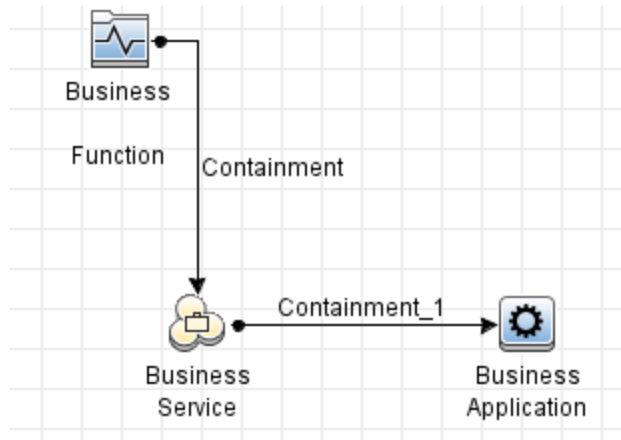 Business
Function
Containment
Containment_1
Business
Service
Business
Application